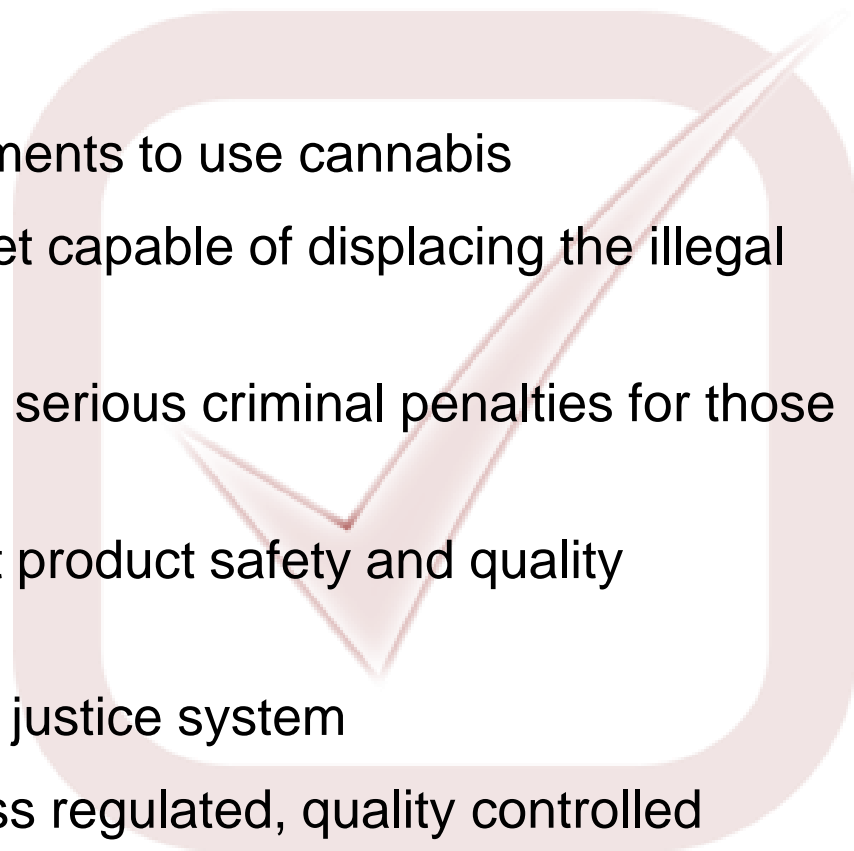 ments to use cannabis
et capable of displacing the illegal
serious criminal penalties for those
t product safety and quality
justice system
ss regulated, quality controlled